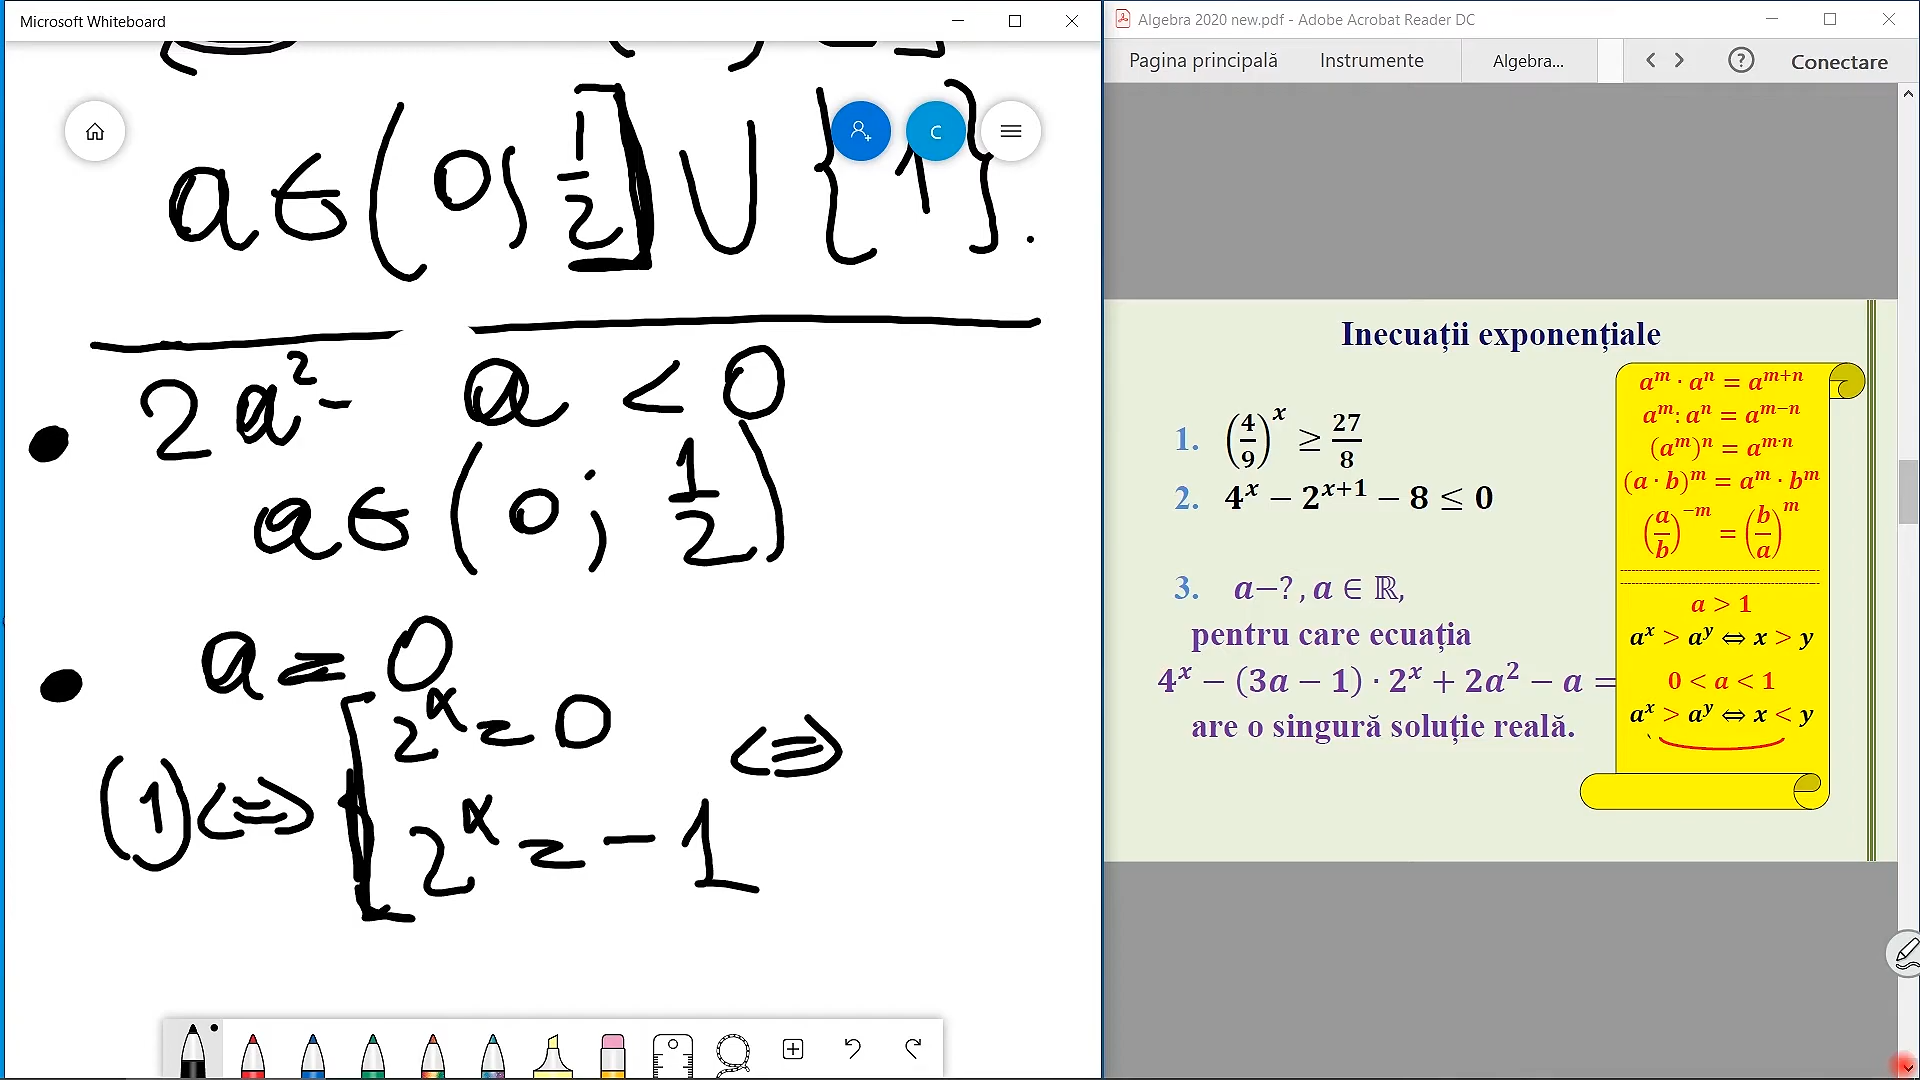 Microsoft Whiteboard
a ∈ (0; 1/2] ∪ {1}.
C
2a² - a < 0
a ∈ (0; 1/2)
a = 0
(1) ⇔ [ 2^x = 0
2^x = -1 ⇔
Algebra 2020 new.pdf - Adobe Acrobat Reader DC
Pagina principală Instrumente Algebra... ? Conectare
Inecuații exponențiale
1. (4/9)^x ≥ 27/8
2. 4^x − 2^{x+1} − 8 ≤ 0
3. a−? , a ∈ ℝ,
pentru care ecuația
4^x − (3a − 1) · 2^x + 2a² − a =
are o singură soluție reală.
a^m · a^n = a^{m+n}
a^m : a^n = a^{m−n}
(a^m)^n = a^{m·n}
(a · b)^m = a^m · b^m
(a/b)^{−m} = (b/a)^m
a > 1
a^x > a^y ⇔ x > y
0 < a < 1
a^x > a^y ⇔ x < y